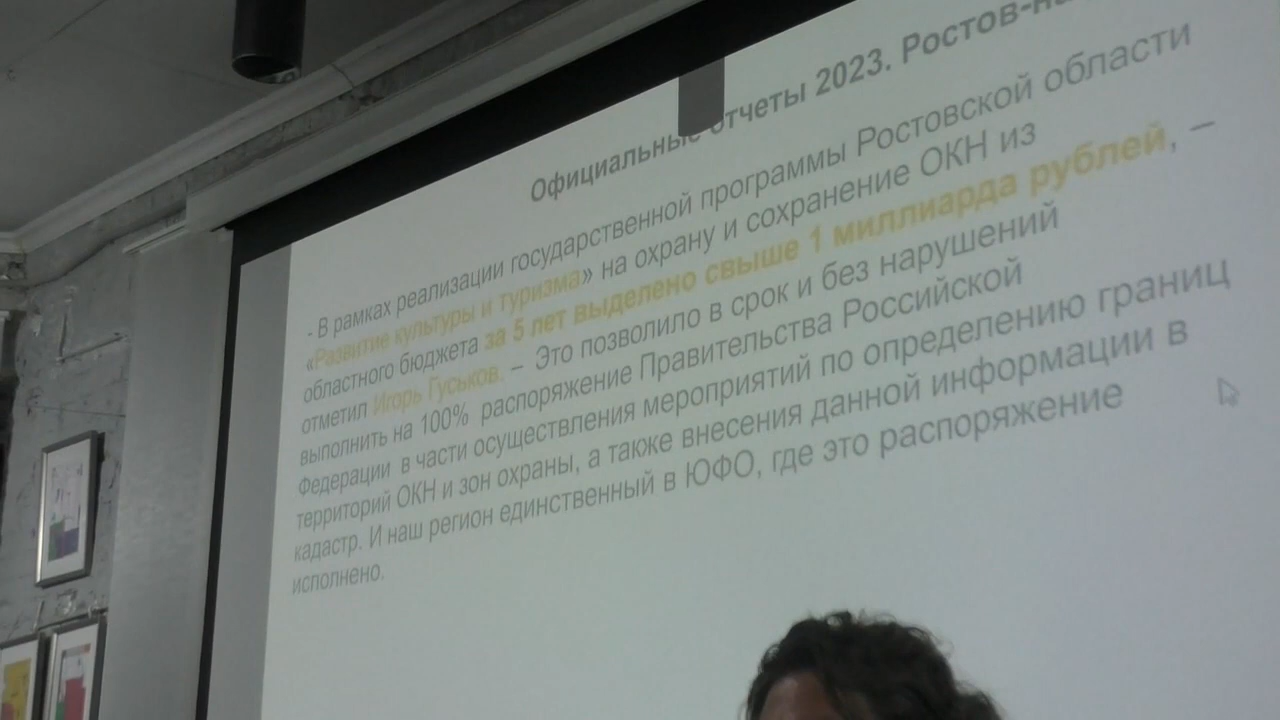 Официальные отчеты 2023. Ростов-на
- В рамках реализации государственной программы Ростовской области
«Развитие культуры и туризма» на охрану и сохранение ОКН из
областного бюджета за 5 лет выделено свыше 1 миллиарда рублей, –
отметил Игорь Гуськов. – Это позволило в срок и без нарушений
выполнить на 100% распоряжение Правительства Российской
Федерации в части осуществления мероприятий по определению границ
территорий ОКН и зон охраны, а также внесения данной информации в
кадастр. И наш регион единственный в ЮФО, где это распоряжение
исполнено.